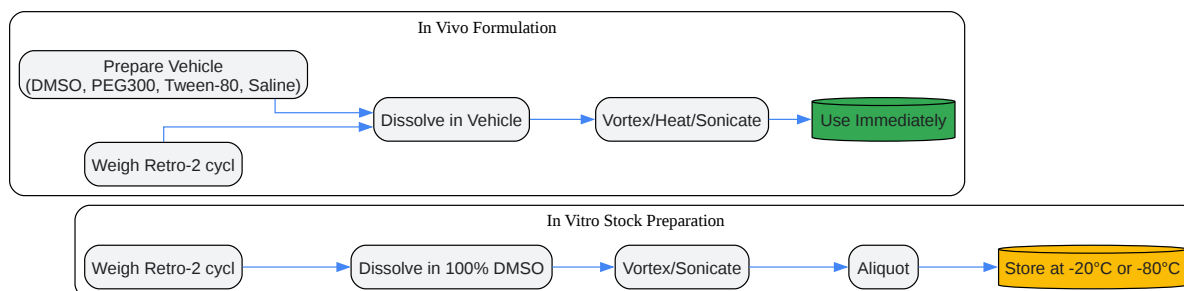 In Vivo Formulation
Prepare Vehicle
(DMSO, PEG300, Tween-80, Saline)
Dissolve in Vehicle
Vortex/Heat/Sonicate
Use Immediately
Weigh Retro-2 cycl
In Vitro Stock Preparation
Weigh Retro-2 cycl
Dissolve in 100% DMSO
Vortex/Sonicate
Aliquot
Store at -20°C or -80°C